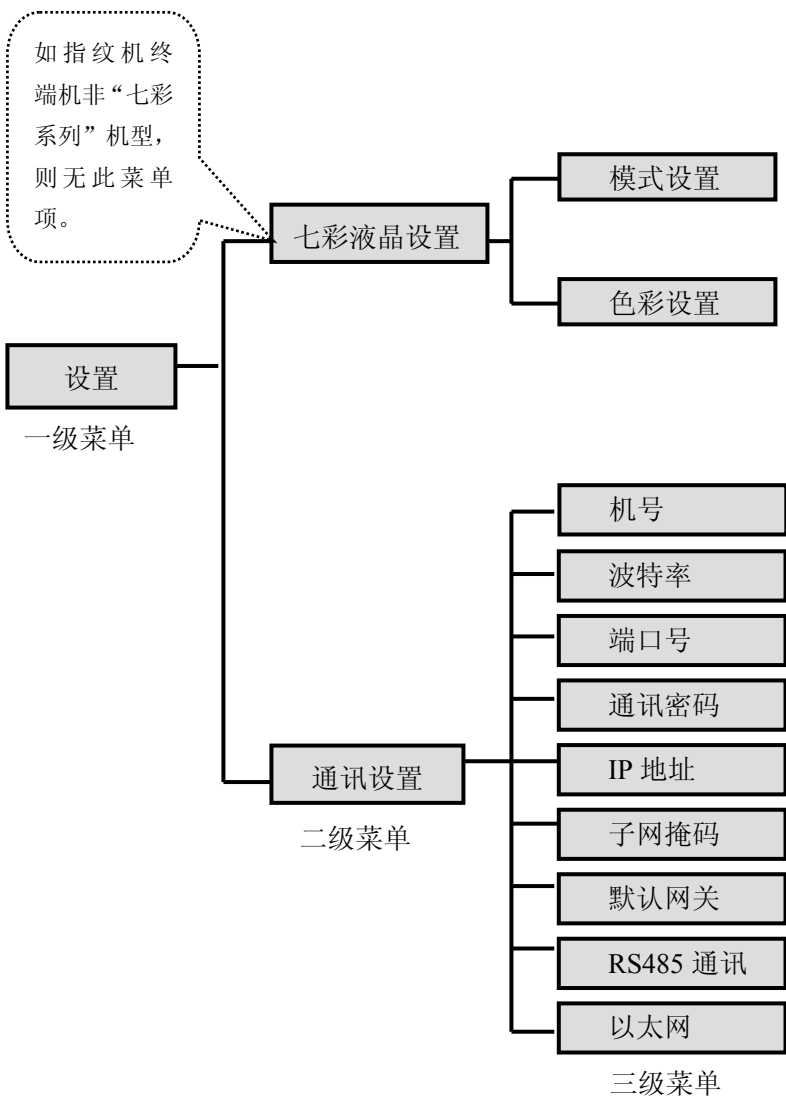 如指纹机终
端机非“七彩
系列”机型，
则无此菜单
项。
模式设置
七彩液晶设置
色彩设置
设置
一级菜单
机号
波特率
端口号
通讯密码
通讯设置
IP 地址
二级菜单
子网掩码
默认网关
RS485 通讯
以太网
三级菜单